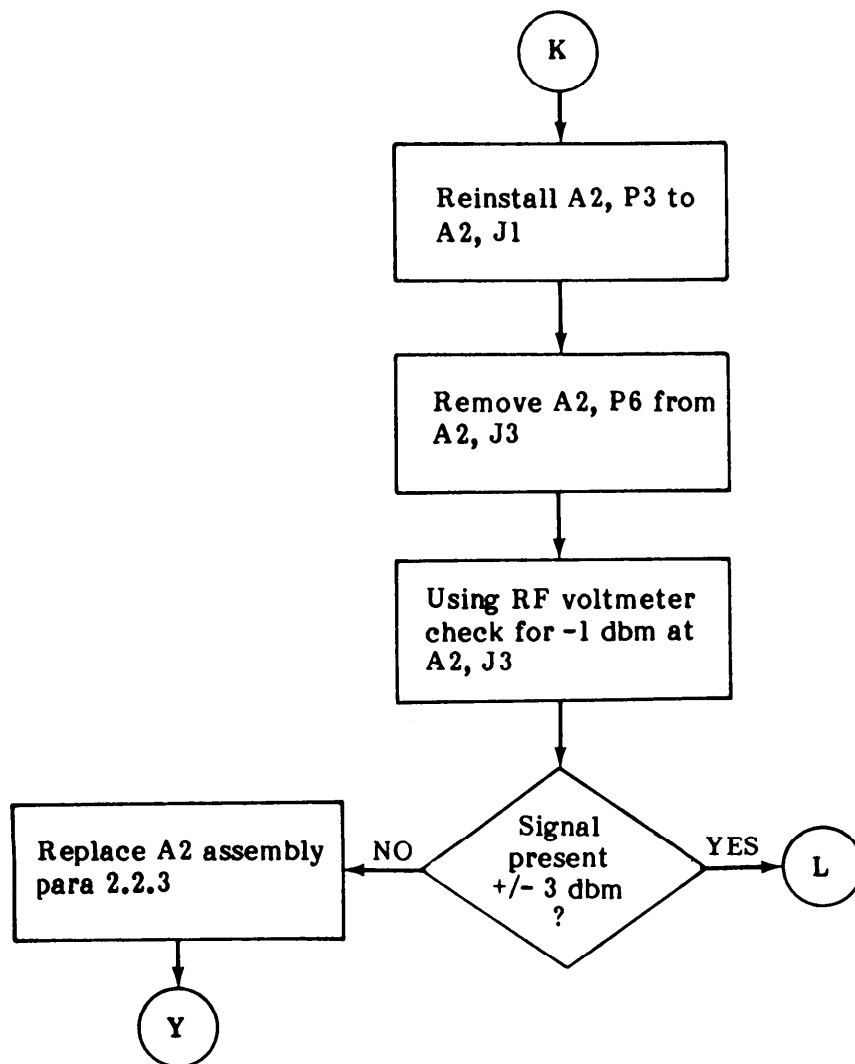 K
Reinstall A2, P3 to
A2, J1
Remove A2, P6 from
A2, J3
Using RF voltmeter
check for -1 dbm at
A2, J3
Signal
present
+/- 3 dbm
?
NO
YES
Replace A2 assembly
para 2.2.3
L
Y